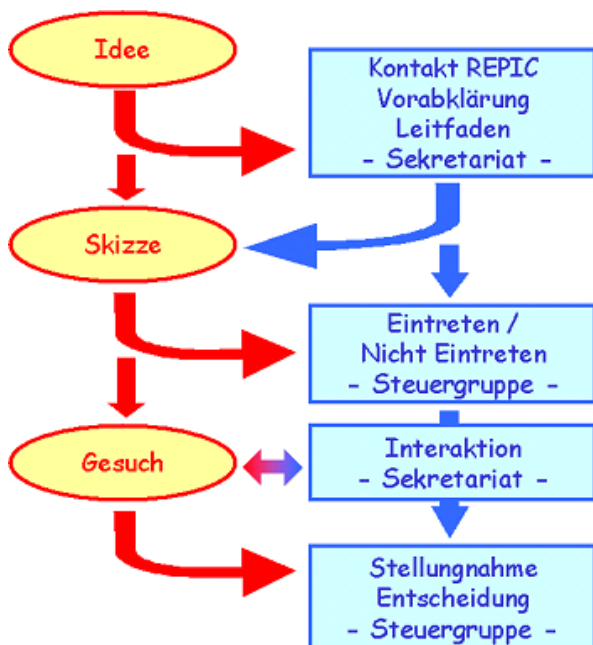 Idee
Kontakt REPIC
Vorabklärung
Leitfaden
- Sekretariat -
Skizze
Eintreten /
Nicht Eintreten
- Steuergruppe -
Gesuch
Interaktion
- Sekretariat -
Stellungnahme
Entscheidung
- Steuergruppe -